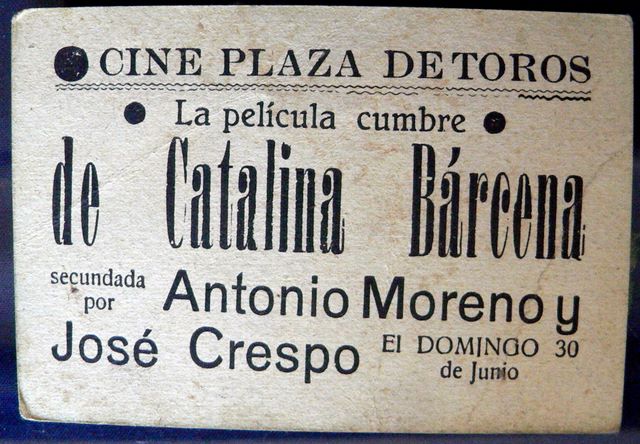 CINE PLAZA DE TOROS
La película cumbre
de Catalina Bárcena
secundada por Antonio Moreno y
José Crespo El DOMINGO 30
de Junio